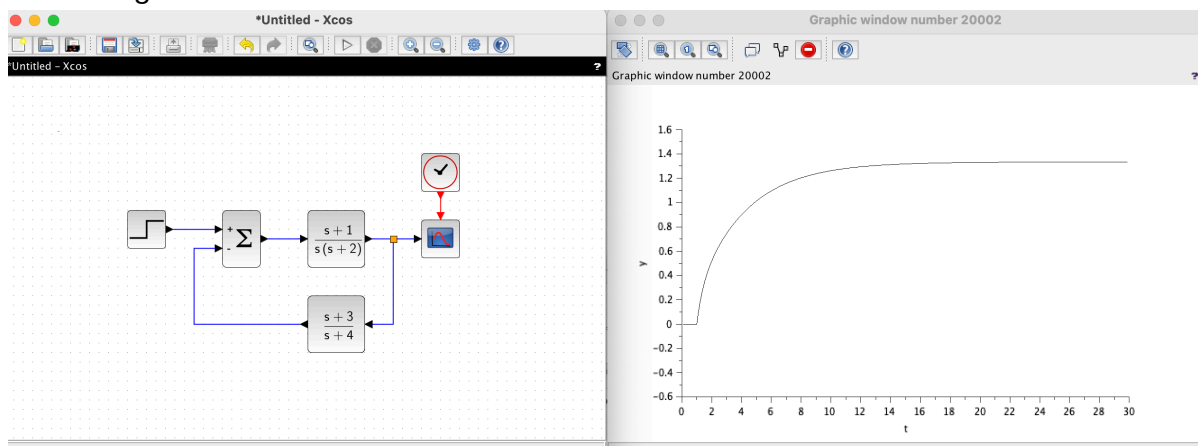 *Untitled - Xcos
*Untitled - Xcos
?
+
-
Σ
s + 1
s(s + 2)
s + 3
s + 4
Graphic window number 20002
Graphic window number 20002
?
1.6
1.4
1.2
1
0.8
0.6
0.4
0.2
0
-0.2
-0.4
-0.6
y
0 2 4 6 8 10 12 14 16 18 20 22 24 26 28 30
t